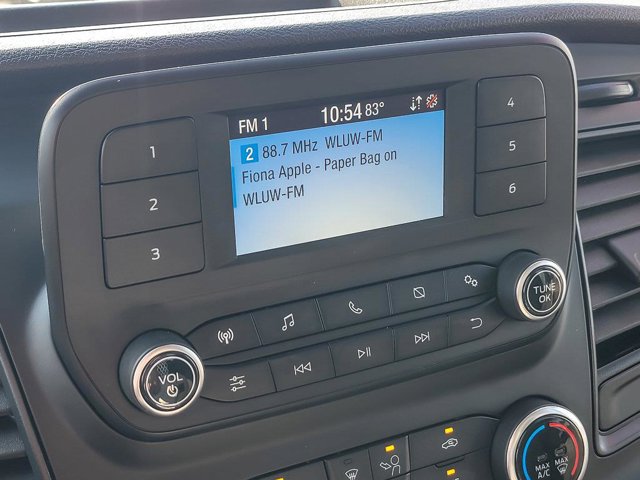 FM 1 10:54 83°
2 88.7 MHz WLUW-FM
Fiona Apple - Paper Bag on
WLUW-FM
1
2
3
4
5
6
TUNE
OK
VOL
MAX
A/C
MAX